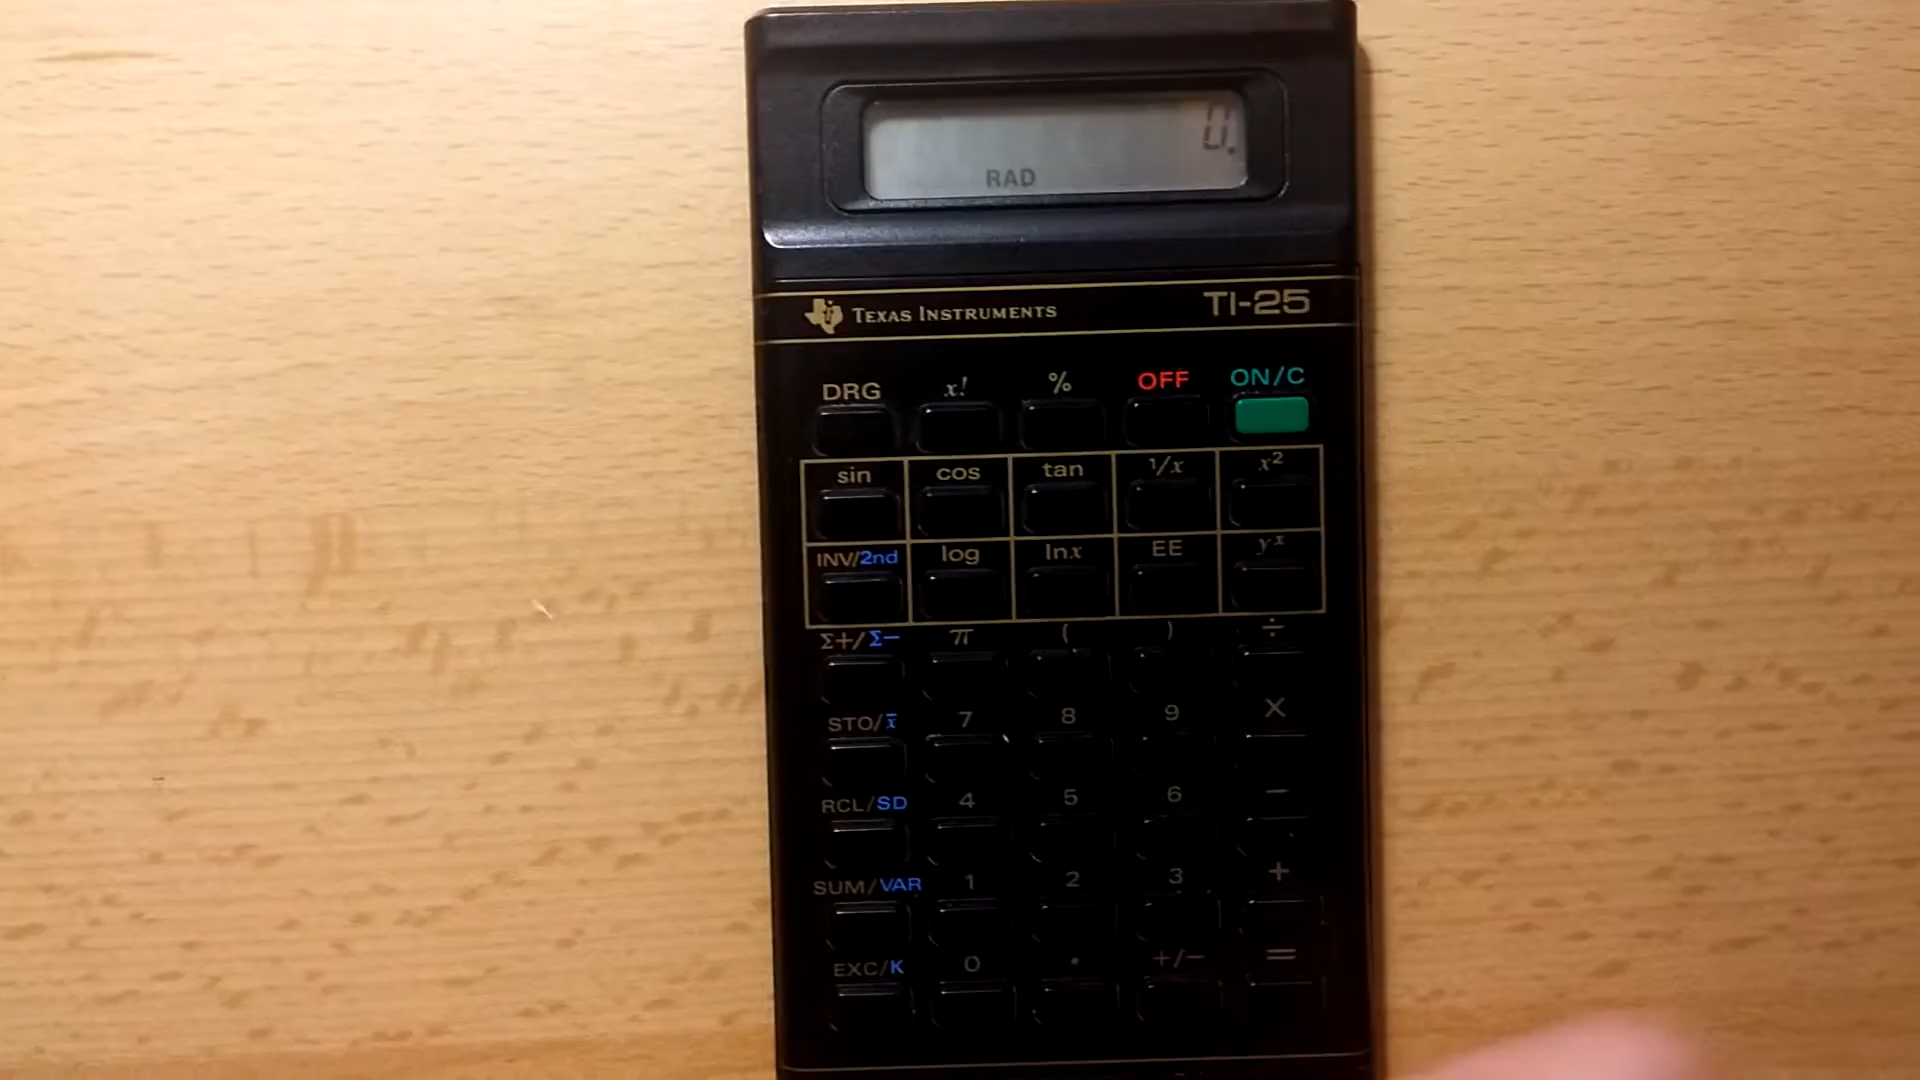 0.
RAD
TEXAS INSTRUMENTS TI-25
DRG x! % OFF ON/C
sin cos tan 1/x x²
INV/2nd log lnx EE yˣ
Σ+/Σ− π ( ) ÷
STO/x̄ 7 8 9 X
RCL/SD 4 5 6 −
SUM/VAR 1 2 3 +
EXC/K 0 . +/− =